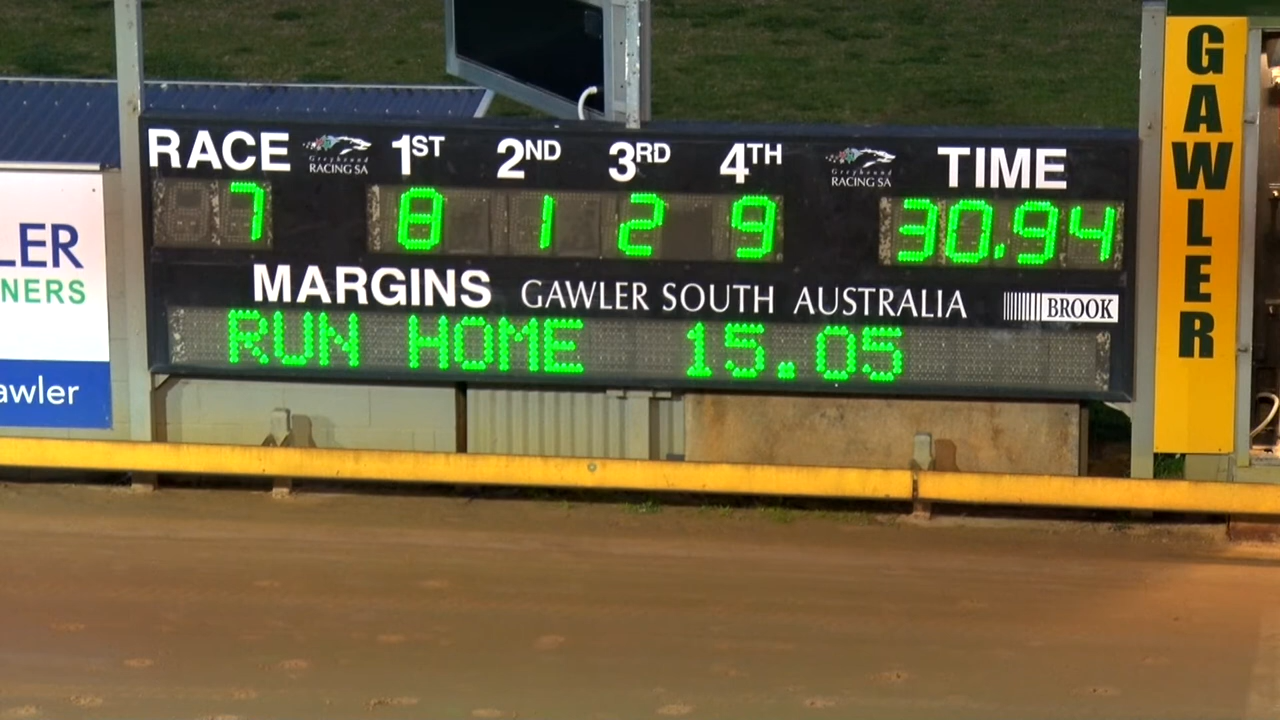 RACE Greyhound RACING SA 1ST 2ND 3RD 4TH Greyhound RACING SA TIME
7 8 1 2 9 30.94
MARGINS GAWLER SOUTH AUSTRALIA BROOK
RUN HOME 15.05
GAWLER
LER
NERS
awler